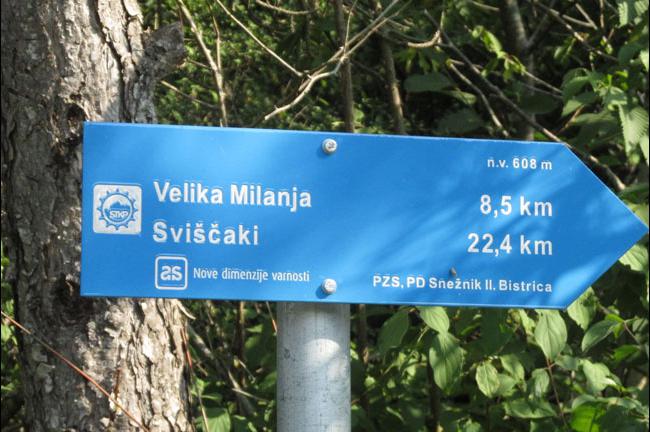 n.v. 608 m
STKP
Velika Milanja 8,5 km
Sviščaki 22,4 km
as Nove dimenzije varnosti
PZS, PD Snežnik Il. Bistrica